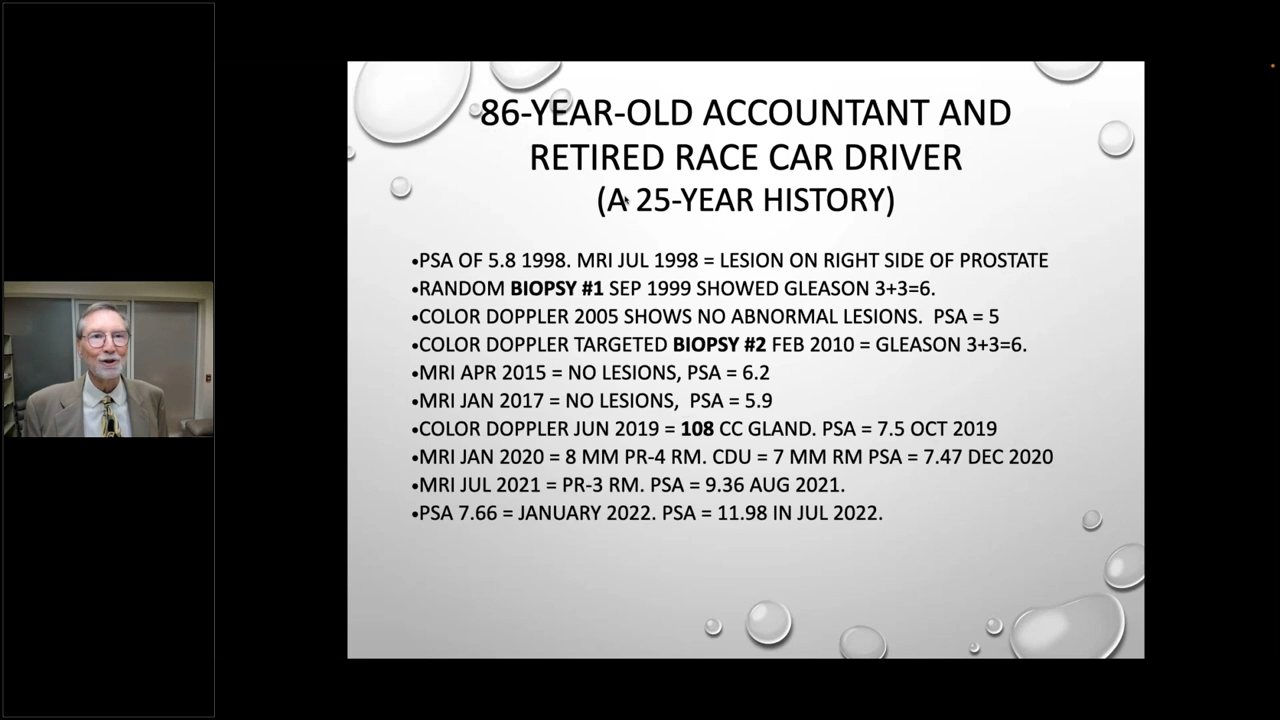 86-YEAR-OLD ACCOUNTANT AND
RETIRED RACE CAR DRIVER
(A 25-YEAR HISTORY)
•PSA OF 5.8 1998. MRI JUL 1998 = LESION ON RIGHT SIDE OF PROSTATE
•RANDOM BIOPSY #1 SEP 1999 SHOWED GLEASON 3+3=6.
•COLOR DOPPLER 2005 SHOWS NO ABNORMAL LESIONS. PSA = 5
•COLOR DOPPLER TARGETED BIOPSY #2 FEB 2010 = GLEASON 3+3=6.
•MRI APR 2015 = NO LESIONS, PSA = 6.2
•MRI JAN 2017 = NO LESIONS, PSA = 5.9
•COLOR DOPPLER JUN 2019 = 108 CC GLAND. PSA = 7.5 OCT 2019
•MRI JAN 2020 = 8 MM PR-4 RM. CDU = 7 MM RM PSA = 7.47 DEC 2020
•MRI JUL 2021 = PR-3 RM. PSA = 9.36 AUG 2021.
•PSA 7.66 = JANUARY 2022. PSA = 11.98 IN JUL 2022.